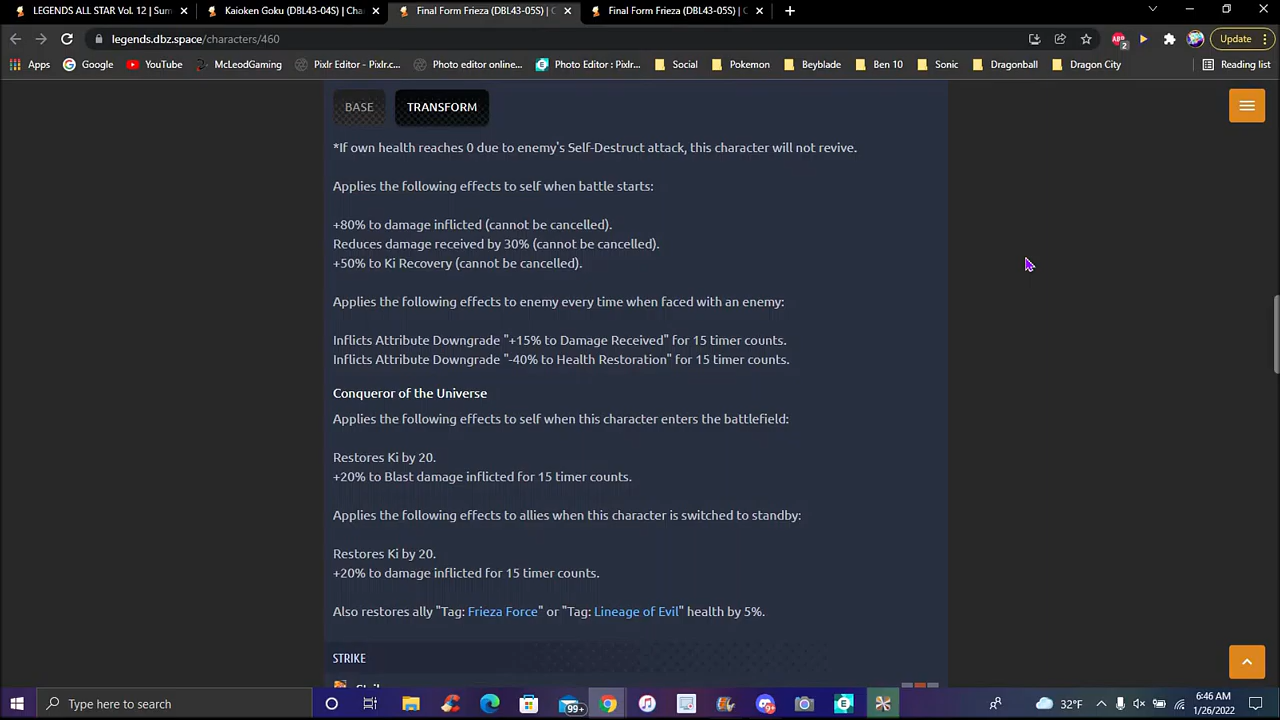 LEGENDS ALL STAR Vol. 12 | Sum
Kaioken Goku (DBL43-04S) | Cha
Final Form Frieza (DBL43-05S) | C
Final Form Frieza (DBL43-05S) | C
legends.dbz.space/characters/460
2
Update
Apps
Google
YouTube
McLeodGaming
Pixlr Editor - Pixlr.c...
Photo editor online...
Photo Editor : Pixlr...
Social
Pokemon
Beyblade
Ben 10
Sonic
Dragonball
Dragon City
Reading list
BASE
TRANSFORM
*If own health reaches 0 due to enemy's Self-Destruct attack, this character will not revive.
Applies the following effects to self when battle starts:
+80% to damage inflicted (cannot be cancelled).
Reduces damage received by 30% (cannot be cancelled).
+50% to Ki Recovery (cannot be cancelled).
Applies the following effects to enemy every time when faced with an enemy:
Inflicts Attribute Downgrade "+15% to Damage Received" for 15 timer counts.
Inflicts Attribute Downgrade "-40% to Health Restoration" for 15 timer counts.
Conqueror of the Universe
Applies the following effects to self when this character enters the battlefield:
Restores Ki by 20.
+20% to Blast damage inflicted for 15 timer counts.
Applies the following effects to allies when this character is switched to standby:
Restores Ki by 20.
+20% to damage inflicted for 15 timer counts.
Also restores ally "Tag: Frieza Force" or "Tag: Lineage of Evil" health by 5%.
STRIKE
Strike
Type here to search
99+
32°F
6:46 AM
1/26/2022